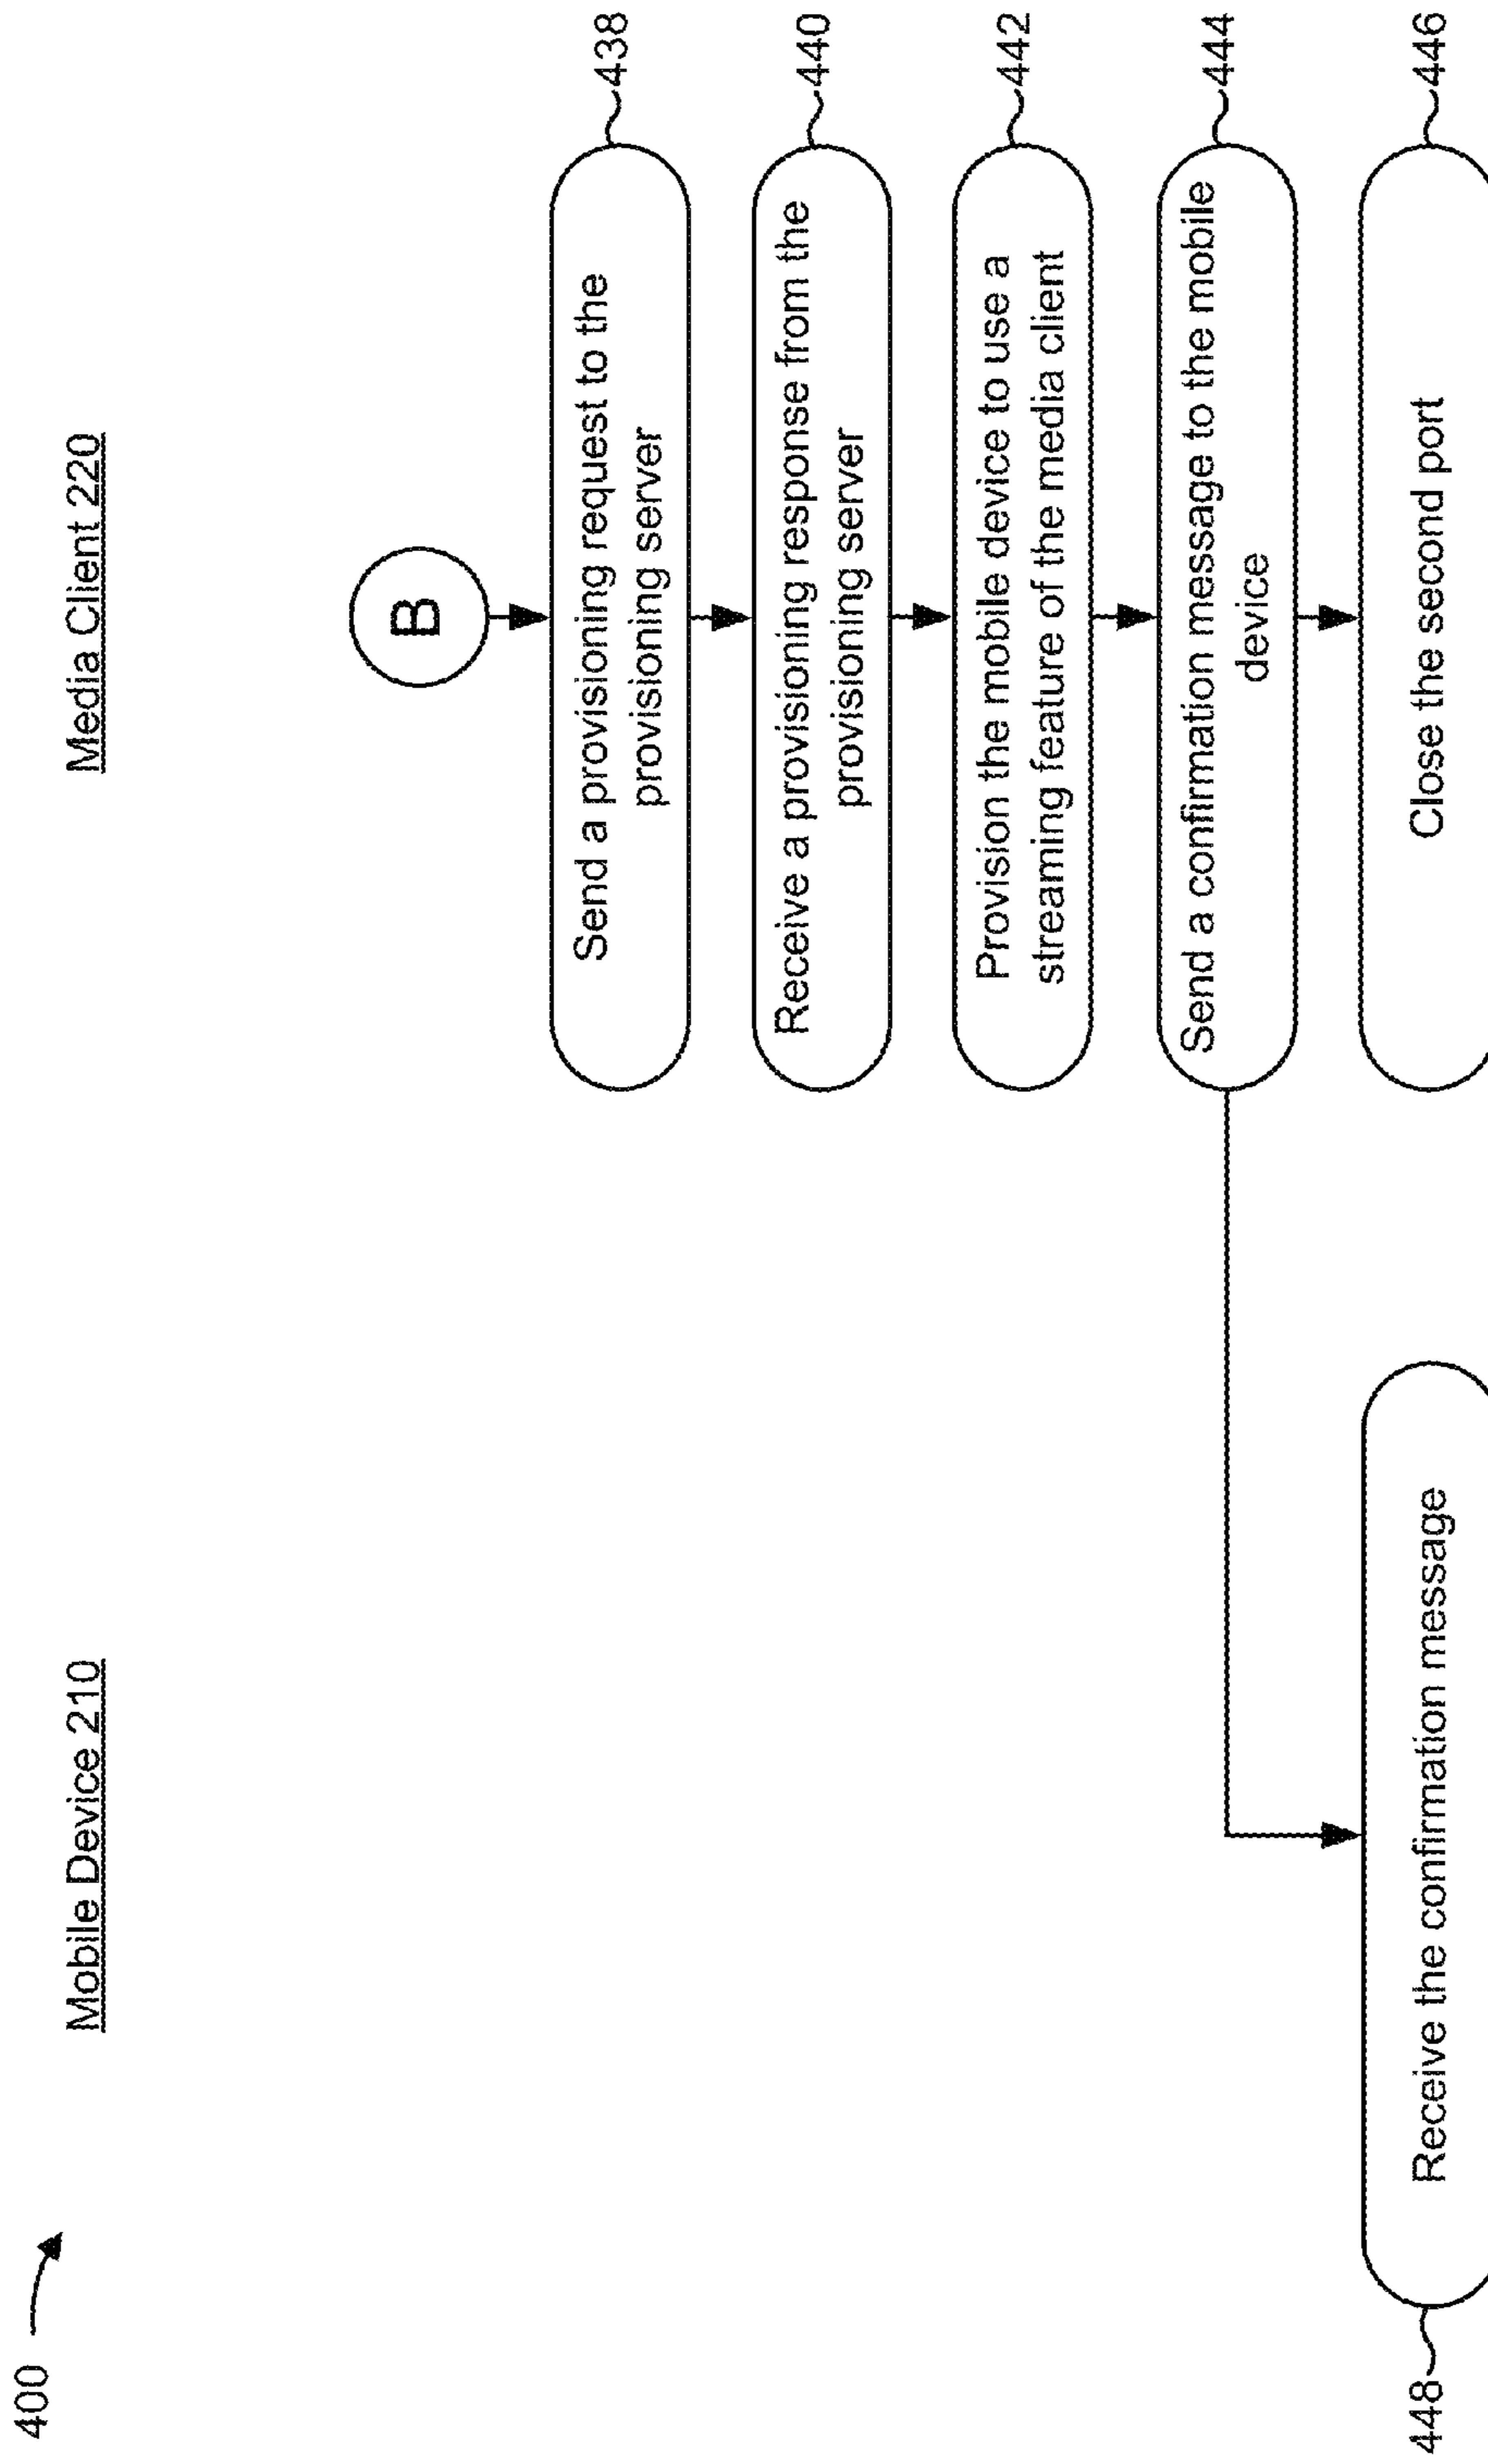 400
Mobile Device 210
Media Client 220
B
Send a provisioning request to the
provisioning server
438
Receive a provisioning response from the
provisioning server
440
Provision the mobile device to use a
streaming feature of the media client
442
Send a confirmation message to the mobile
device
444
448
Receive the confirmation message
Close the second port
446